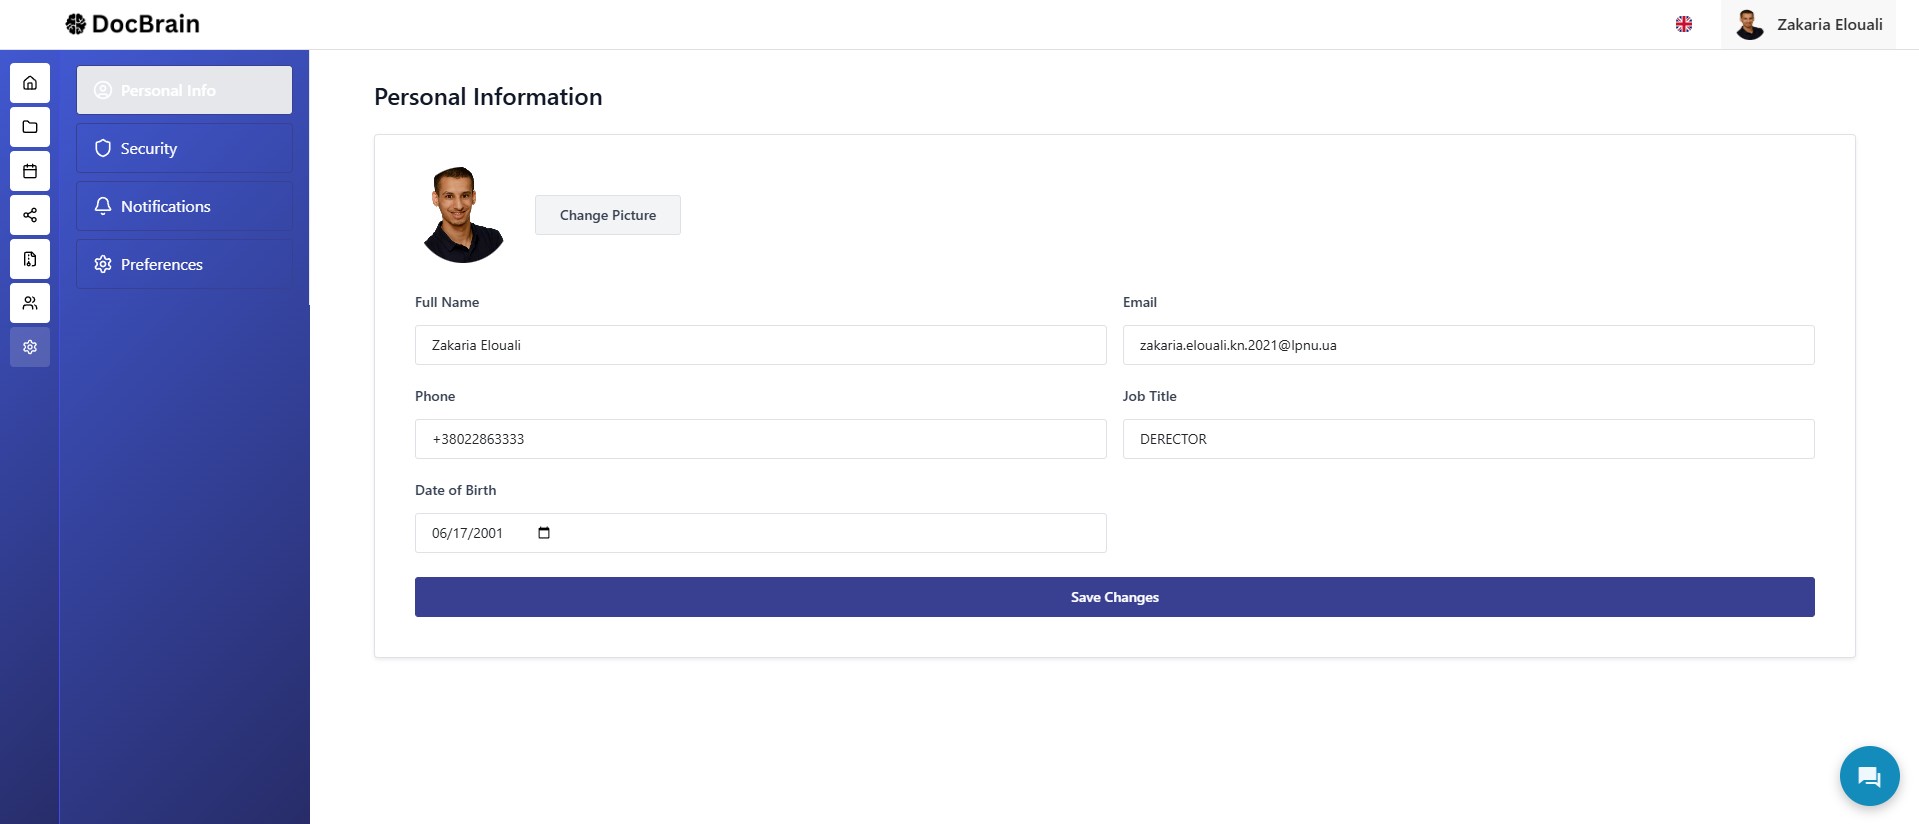 DocBrain
Zakaria Elouali
Personal Info
Security
Notifications
Preferences
Personal Information
Change Picture
Full Name
Zakaria Elouali
Email
zakaria.elouali.kn.2021@lpnu.ua
Phone
+38022863333
Job Title
DERECTOR
Date of Birth
06/17/2001
Save Changes